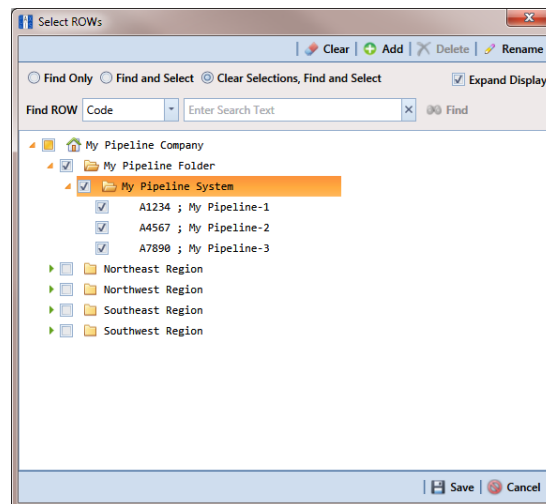 Select ROWs
Clear Add Delete Rename
Find Only Find and Select Clear Selections, Find and Select Expand Display
Find ROW Code Enter Search Text Find
My Pipeline Company
My Pipeline Folder
My Pipeline System
A1234 ; My Pipeline-1
A4567 ; My Pipeline-2
A7890 ; My Pipeline-3
Northeast Region
Northwest Region
Southeast Region
Southwest Region
Save Cancel